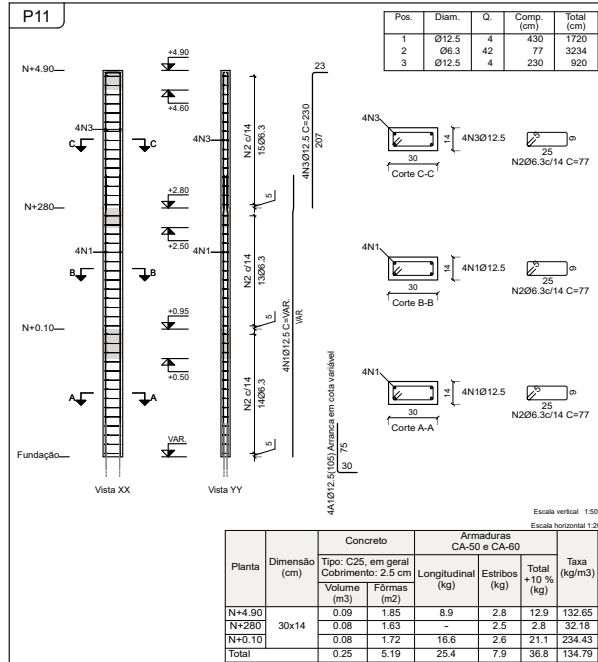 P11
Pos. Diam. Q. Comp. (cm) Total (cm)
1 Ø12.5 4 430 1720
2 Ø6.3 42 77 3234
3 Ø12.5 4 230 920
N+4.90
+4.90
+4.60
4N3
4N3
C C
N2 c/14
15Ø6.3
5
23
4N3Ø12.5 C=230
207
4N3
14
4N3Ø12.5
30
Corte C-C
5
9
25
N2Ø6.3c/14 C=77
N+280
+2.80
+2.50
4N1
4N1
B B
N2 c/14
13Ø6.3
5
4N1Ø12.5 C=VAR.
VAR.
4N1
14
4N1Ø12.5
30
Corte B-B
5
9
25
N2Ø6.3c/14 C=77
N+0.10
+0.95
+0.50
A A
N2 c/14
14Ø6.3
5
4A1Ø12.5(105) Arranca em cota variável
75
30
4N1
14
4N1Ø12.5
30
Corte A-A
5
9
25
N2Ø6.3c/14 C=77
Fundação
VAR.
Vista XX
Vista YY
Escala vertical 1:50
Escala horizontal 1:20
Planta
Dimensão (cm)
Concreto
Tipo: C25, em geral
Cobrimento: 2.5 cm
Volume (m3)
Fôrmas (m2)
Armaduras
CA-50 e CA-60
Longitudinal (kg)
Estribos (kg)
Total +10 % (kg)
Taxa (kg/m3)
N+4.90 30x14 0.09 1.85 8.9 2.8 12.9 132.65
N+280 0.08 1.63 - 2.5 2.8 32.18
N+0.10 0.08 1.72 16.6 2.6 21.1 234.43
Total 0.25 5.19 25.4 7.9 36.8 134.79